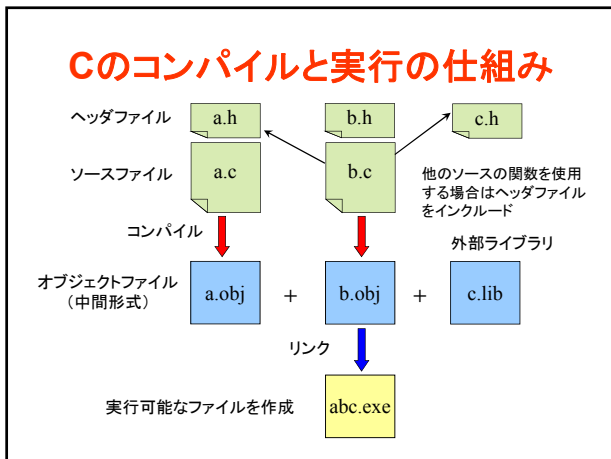 Cのコンパイルと実行の仕組み
ヘッダファイル
a.h
b.h
c.h
ソースファイル
a.c
b.c
他のソースの関数を使用
する場合はヘッダファイル
をインクルード
コンパイル
外部ライブラリ
オブジェクトファイル
(中間形式)
a.obj
+
b.obj
+
c.lib
リンク
実行可能なファイルを作成
abc.exe